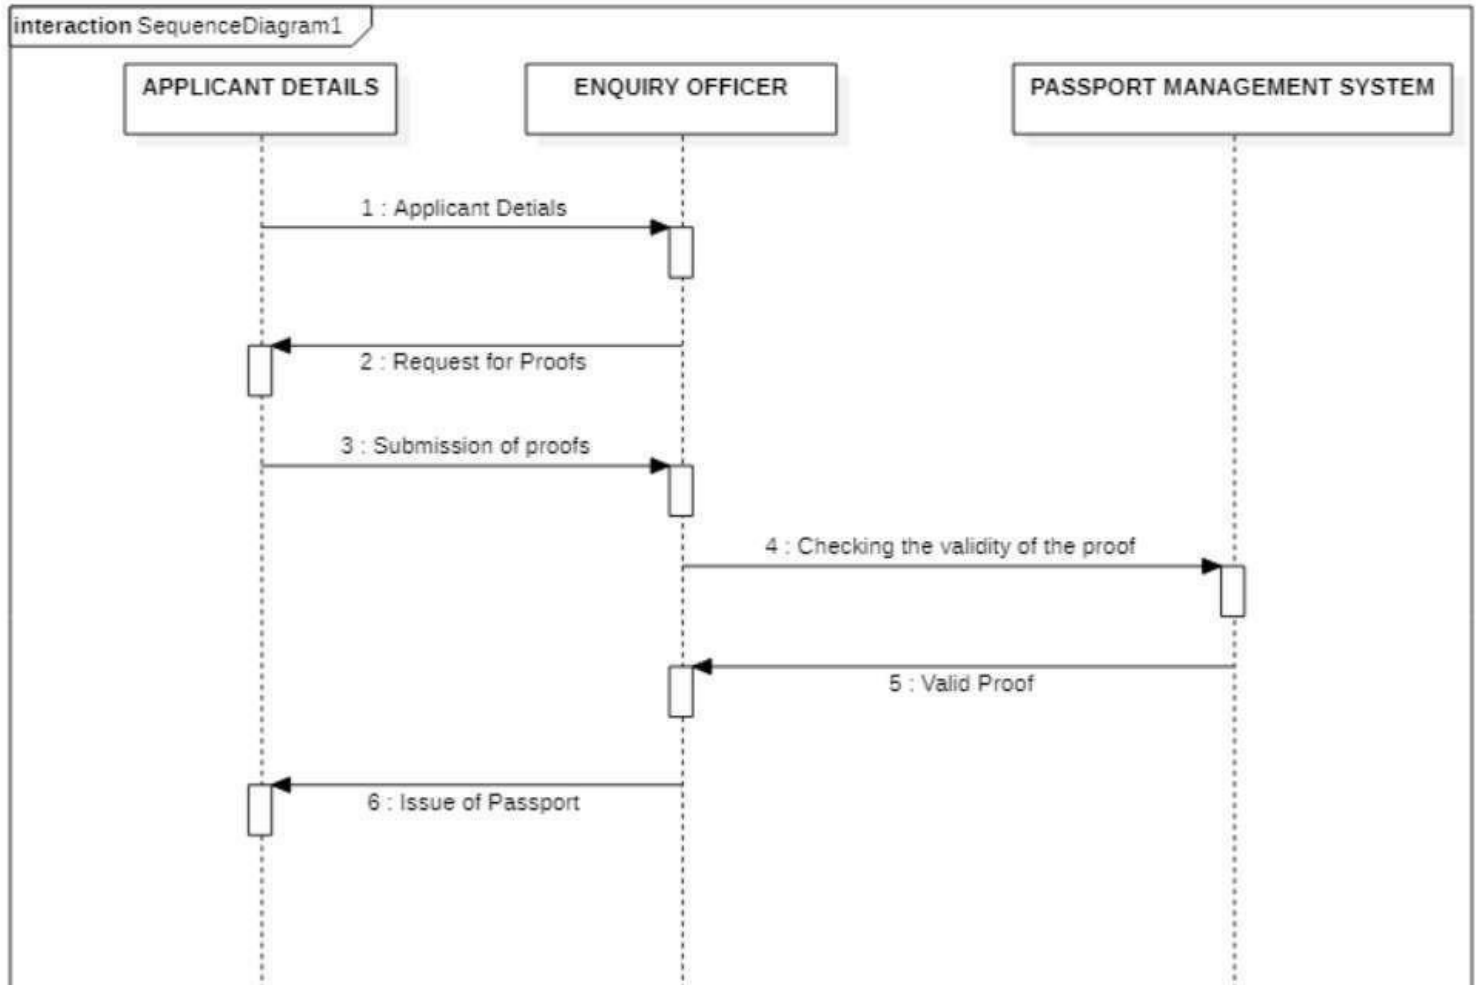 interaction SequenceDiagram1
APPLICANT DETAILS
ENQUIRY OFFICER
PASSPORT MANAGEMENT SYSTEM
1 : Applicant Detials
2 : Request for Proofs
3 : Submission of proofs
4 : Checking the validity of the proof
5 : Valid Proof
6 : Issue of Passport